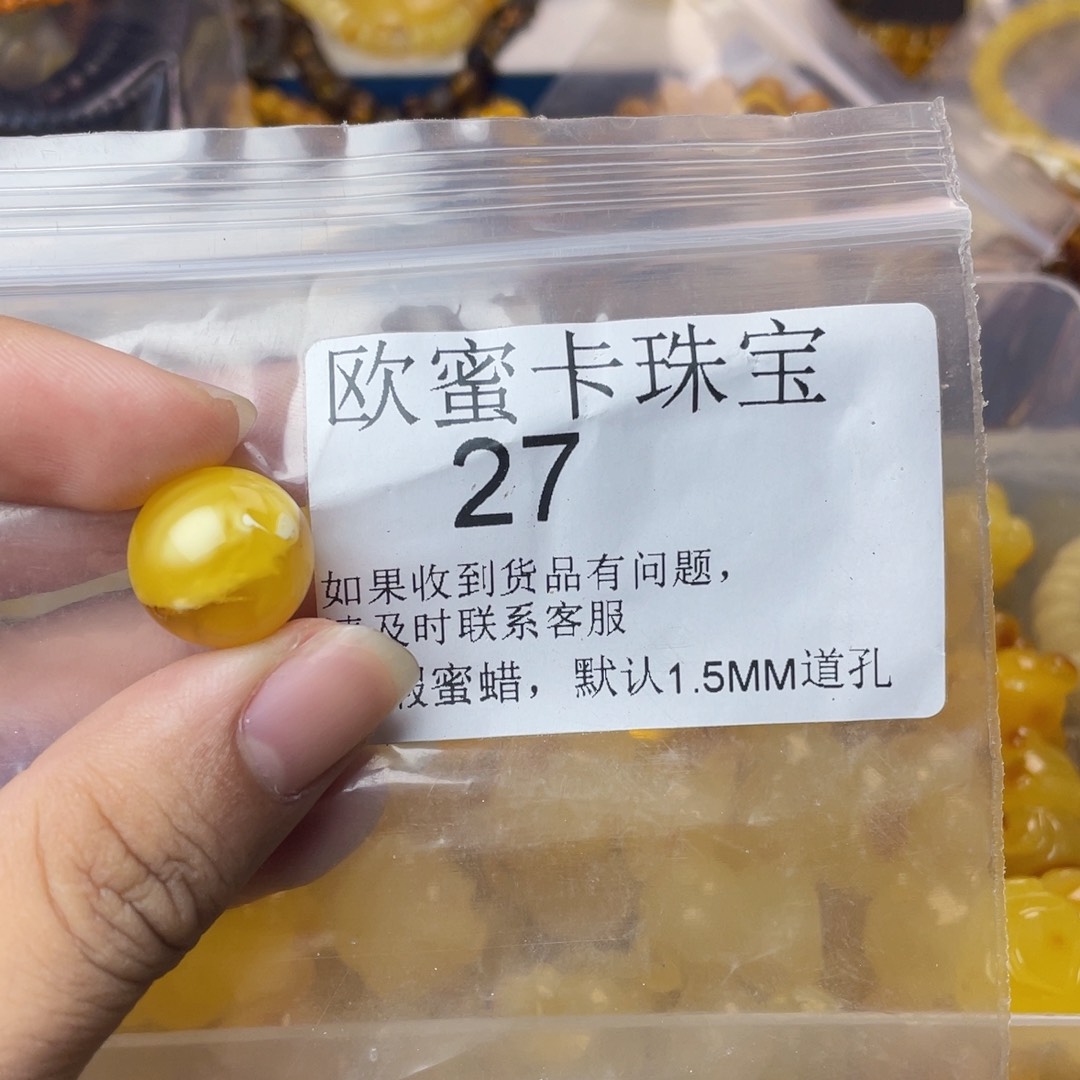 欧蜜卡珠宝
27
如果收到货品有问题，
及时联系客服
蜜蜡，默认1.5MM道孔